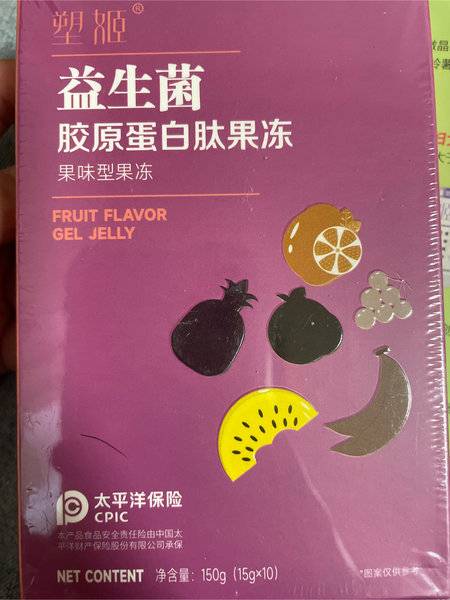 塑姬®
益生菌
胶原蛋白肽果冻
果味型果冻
FRUIT FLAVOR
GEL JELLY
太平洋保险
CPIC
本产品食品安全责任险由中国太
平洋财产保险股份有限公司承保
NET CONTENT 净含量：150g（15g×10）
*图案仅供参考